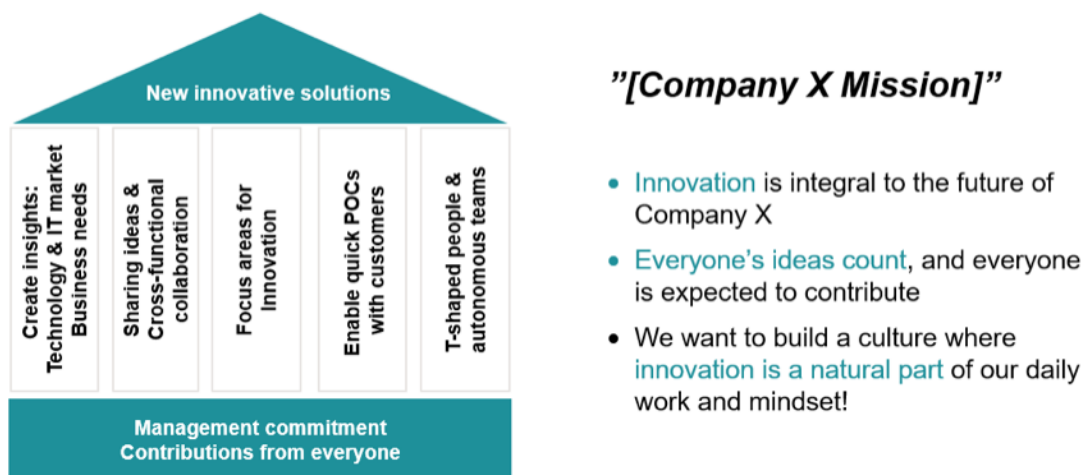 New innovative solutions
Create insights:
Technology & IT market
Business needs
Sharing ideas &
Cross-functional
collaboration
Focus areas for
Innovation
Enable quick POCs
with customers
T-shaped people &
autonomous teams
Management commitment
Contributions from everyone
”[Company X Mission]”
• Innovation is integral to the future of
Company X
• Everyone’s ideas count, and everyone
is expected to contribute
• We want to build a culture where
innovation is a natural part of our daily
work and mindset!